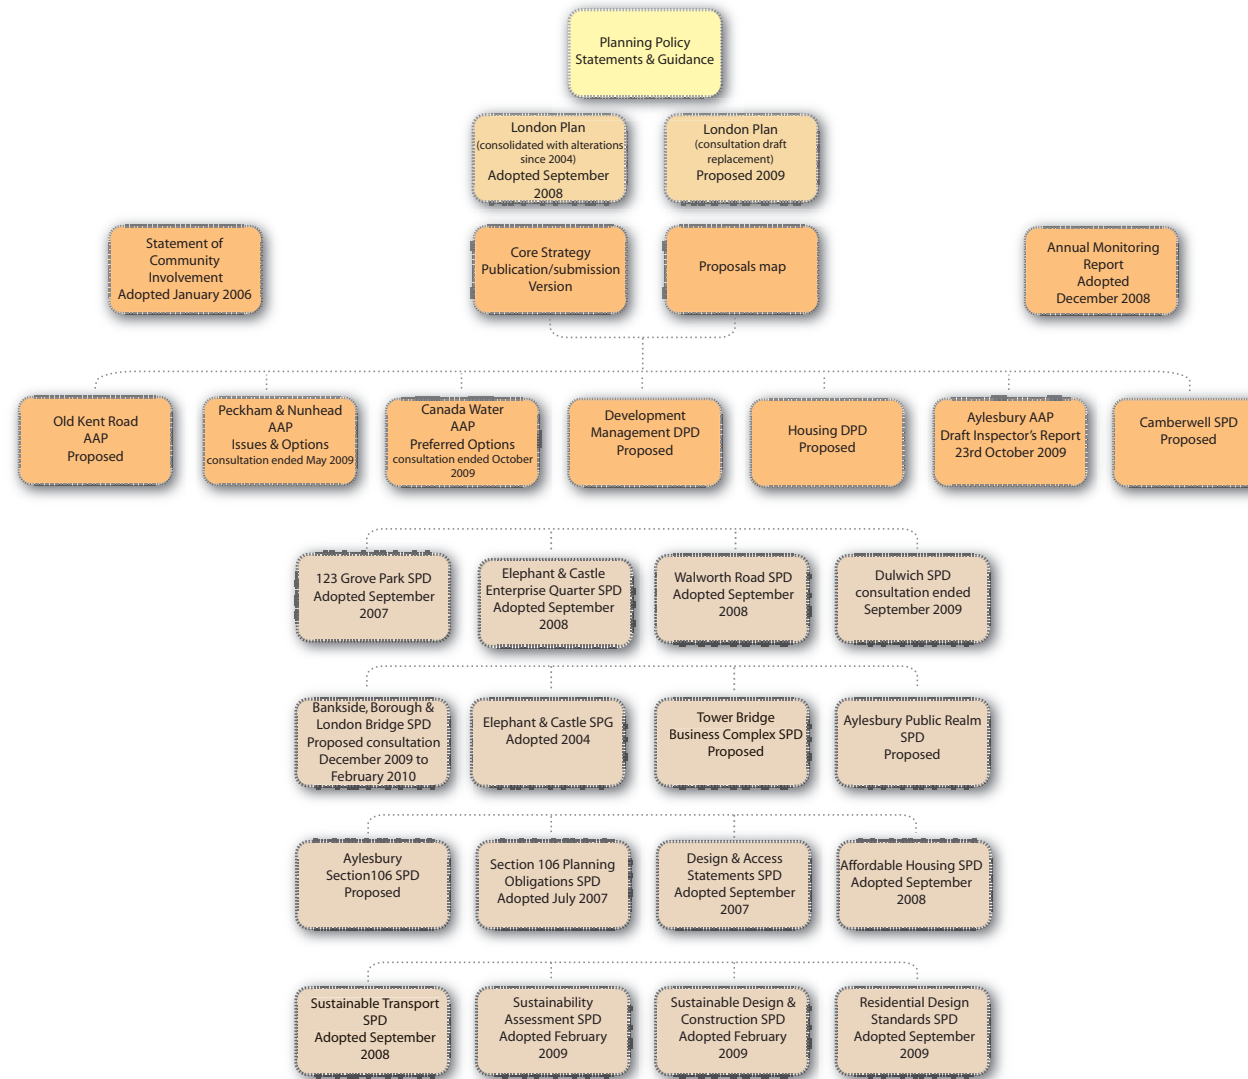 Planning Policy
Statements & Guidance
London Plan
(consolidated with alterations
since 2004)
Adopted September
2008
London Plan
(consultation draft
replacement)
Proposed 2009
Statement of
Community
Involvement
Adopted January 2006
Core Strategy
Publication/submission
Version
Proposals map
Annual Monitoring
Report
Adopted
December 2008
Old Kent Road
AAP
Proposed
Peckham & Nunhead
AAP
Issues & Options
consultation ended May 2009
Canada Water
AAP
Preferred Options
consultation ended October
2009
Development
Management DPD
Proposed
Housing DPD
Proposed
Aylesbury AAP
Draft Inspector's Report
23rd October 2009
Camberwell SPD
Proposed
123 Grove Park SPD
Adopted September
2007
Elephant & Castle
Enterprise Quarter SPD
Adopted September
2008
Walworth Road SPD
Adopted September
2008
Dulwich SPD
consultation ended
September 2009
Bankside, Borough &
London Bridge SPD
Proposed consultation
December 2009 to
February 2010
Elephant & Castle SPG
Adopted 2004
Tower Bridge
Business Complex SPD
Proposed
Aylesbury Public Realm
SPD
Proposed
Aylesbury
Section106 SPD
Proposed
Section 106 Planning
Obligations SPD
Adopted July 2007
Design & Access
Statements SPD
Adopted September
2007
Affordable Housing SPD
Adopted September
2008
Sustainable Transport
SPD
Adopted September
2008
Sustainability
Assessment SPD
Adopted February
2009
Sustainable Design &
Construction SPD
Adopted February
2009
Residential Design
Standards SPD
Adopted September
2009